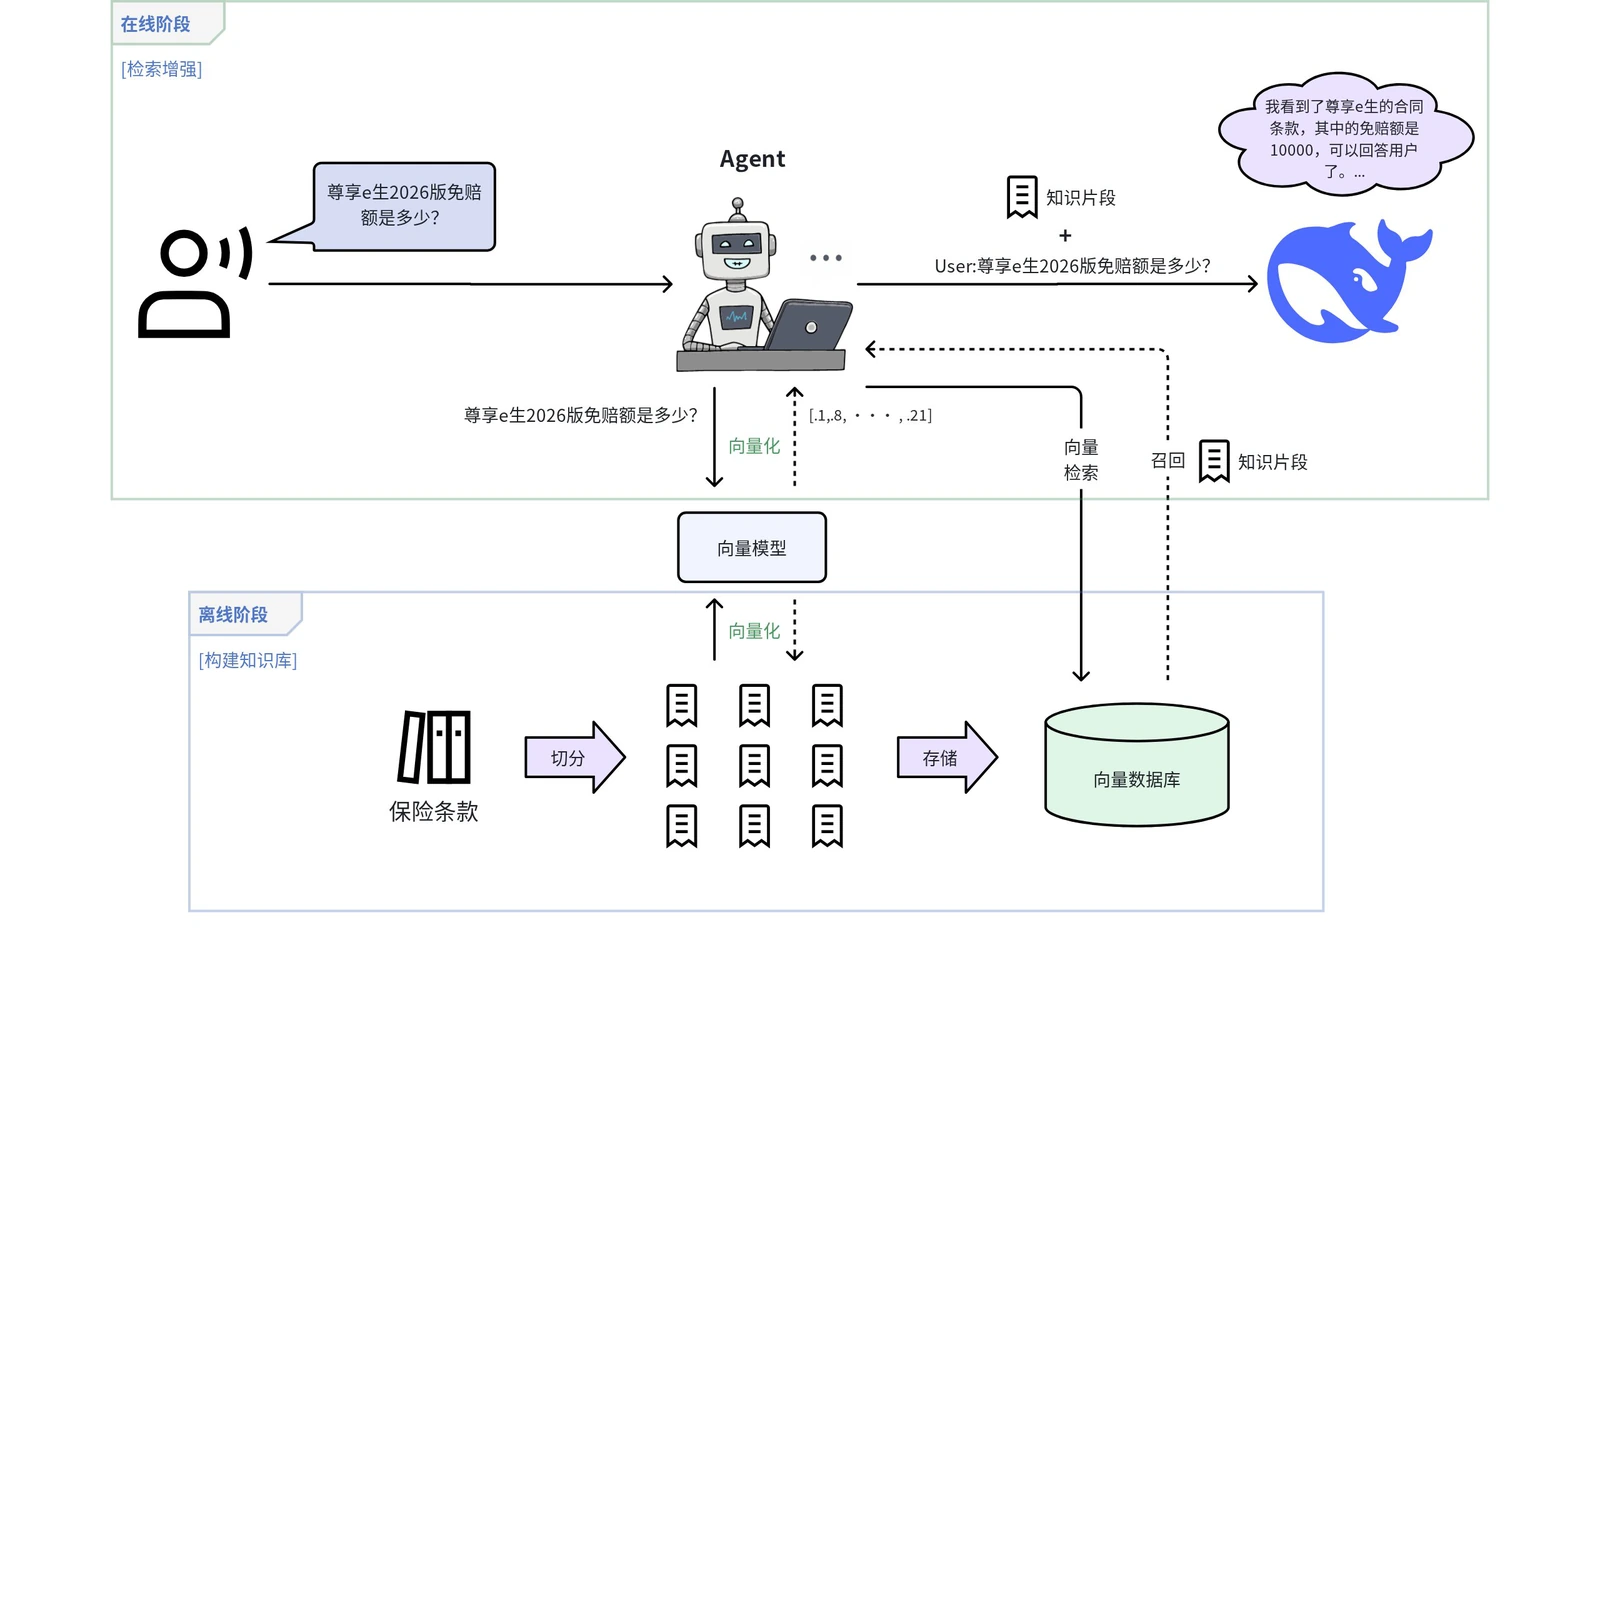 在线阶段
[检索增强]
我看到了尊享e生的合同
条款，其中的免赔额是
10000，可以回答用户
了。...
Agent
尊享e生2026版免赔
额是多少？
知识片段
+
User:尊享e生2026版免赔额是多少？
尊享e生2026版免赔额是多少？
[.1,.8, · · · , .21]
向量化
向量
检索
召回
知识片段
向量模型
离线阶段
[构建知识库]
向量化
保险条款
切分
存储
向量数据库